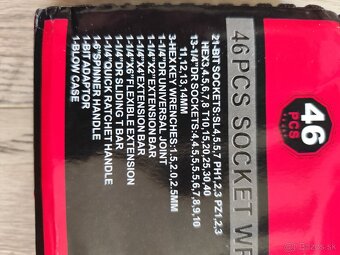 46PCS SOCKET WR
46
PCS
21-BIT SOCKETS:SL4,5.5,7 PH1,2,3 PZ1,2,3
HEX3,4,5,6,7,8 T10,15,20,25,30,40
13-1/4"DR SOCKETS:4,4.5,5,5.5,6,7,8,9,10
11,12,13,14MM
3-HEX KEY WRENCHES:1.5,2.0,2.5MM
1-1/4"DR.UNIVERSAL JOINT
1-1/4"X2"EXTENSION BAR
1-1/4"X4"EXTENSION BAR
1-1/4"X6"FLEXIBLE EXTENSION
1-1/4"DR SLIDING T BAR
1-1/4"QUICK RATCHET HANDLE
1-6"SPINNER HANDLE
1-BIT ADAPTOR
1-BLOW CASE
bazos.sk